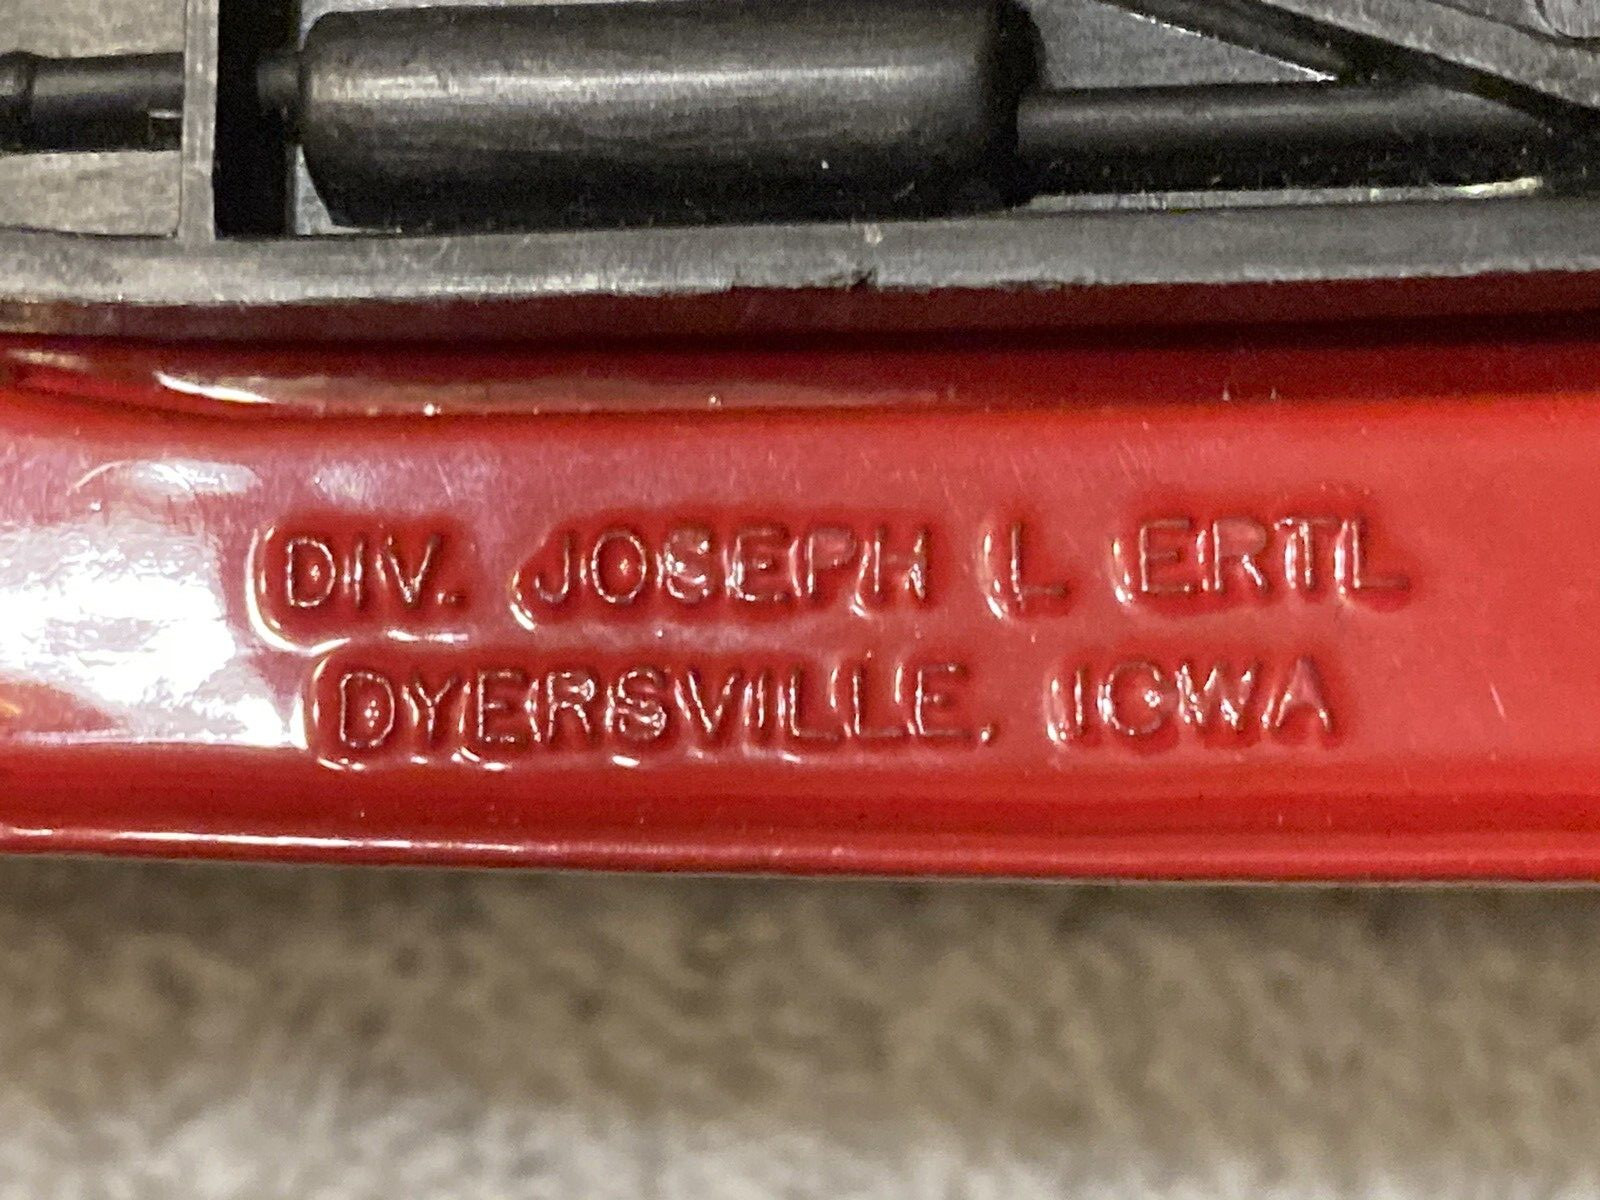 DIV. JOSEPH L ERTL
DYERSVILLE, IOWA